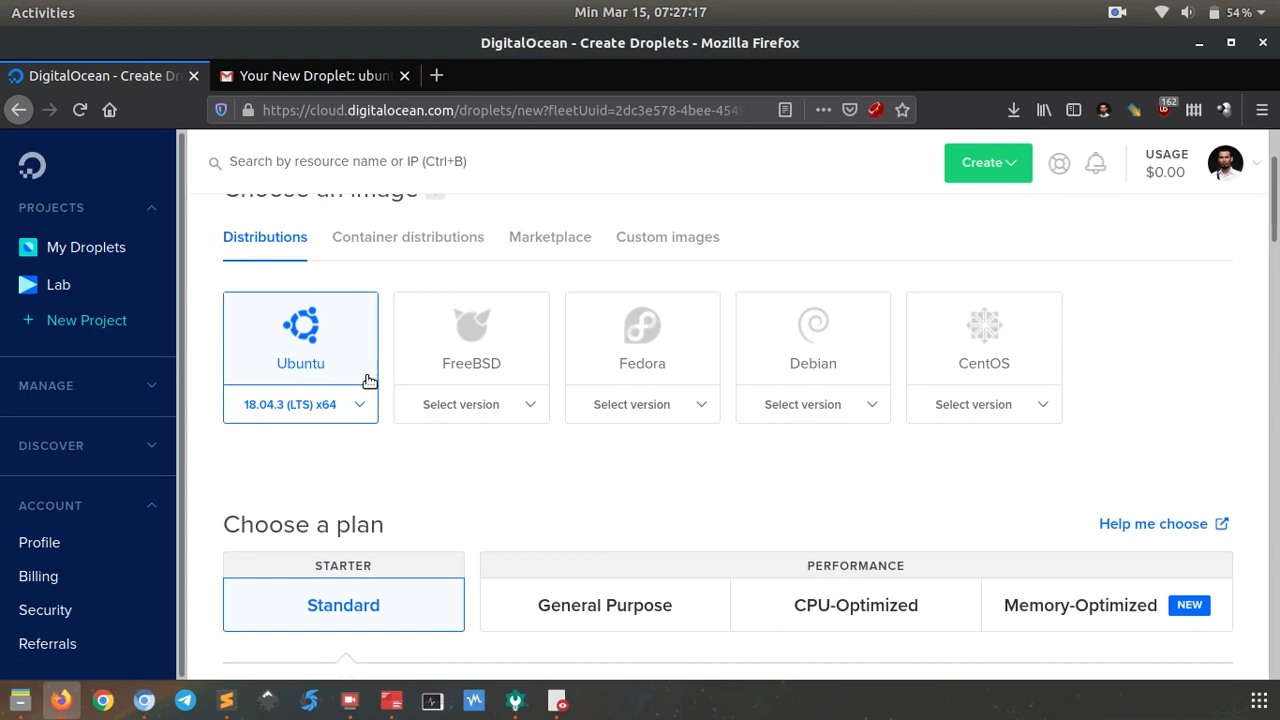 Activities
Min Mar 15, 07:27:17
54 %
DigitalOcean - Create Droplets - Mozilla Firefox
DigitalOcean - Create Dr
Your New Droplet: ubun
https://cloud.digitalocean.com/droplets/new?fleetUuid=2dc3e578-4bee-4549
162
Search by resource name or IP (Ctrl+B)
Create
USAGE
$0.00
PROJECTS
My Droplets
Lab
New Project
MANAGE
DISCOVER
ACCOUNT
Profile
Billing
Security
Referrals
Choose an image
Distributions
Container distributions
Marketplace
Custom images
Ubuntu
18.04.3 (LTS) x64
FreeBSD
Select version
Fedora
Select version
Debian
Select version
CentOS
Select version
Choose a plan
Help me choose
STARTER
Standard
PERFORMANCE
General Purpose
CPU-Optimized
Memory-Optimized
NEW